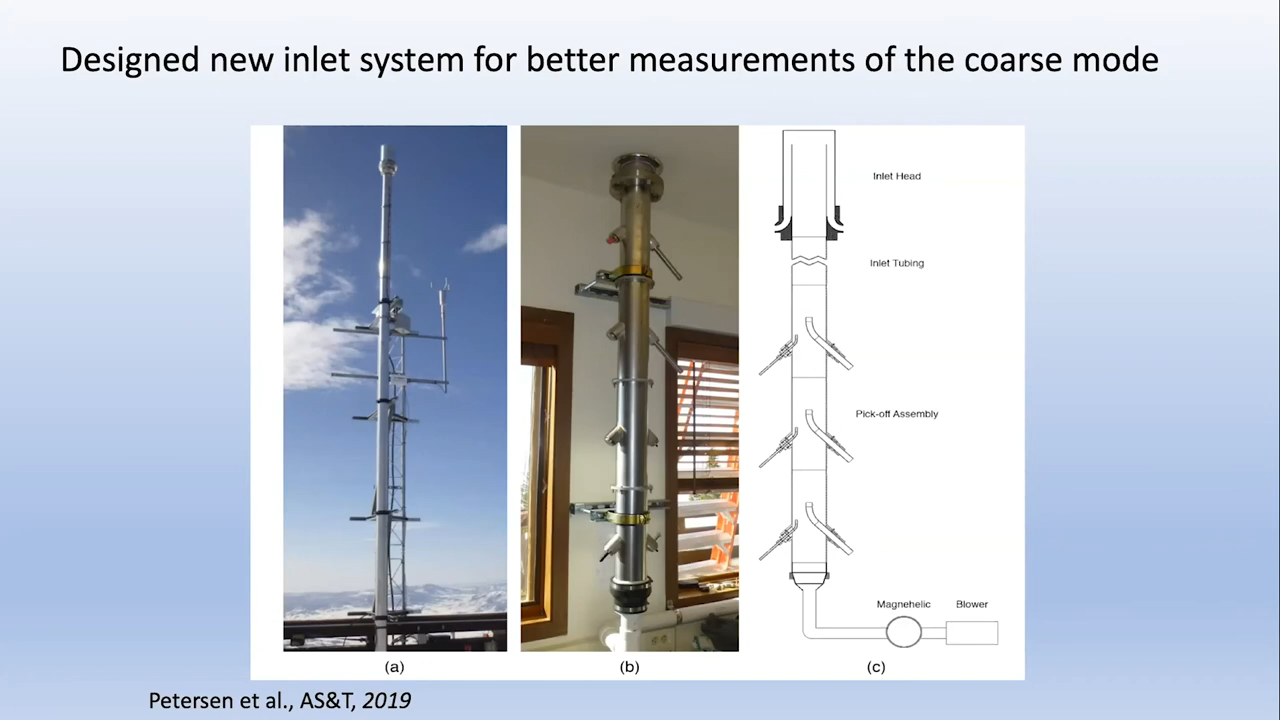 Designed new inlet system for better measurements of the coarse mode
Inlet Head
Inlet Tubing
Pick-off Assembly
Magnehelic Blower
(a) (b) (c)
Petersen et al., AS&T, 2019